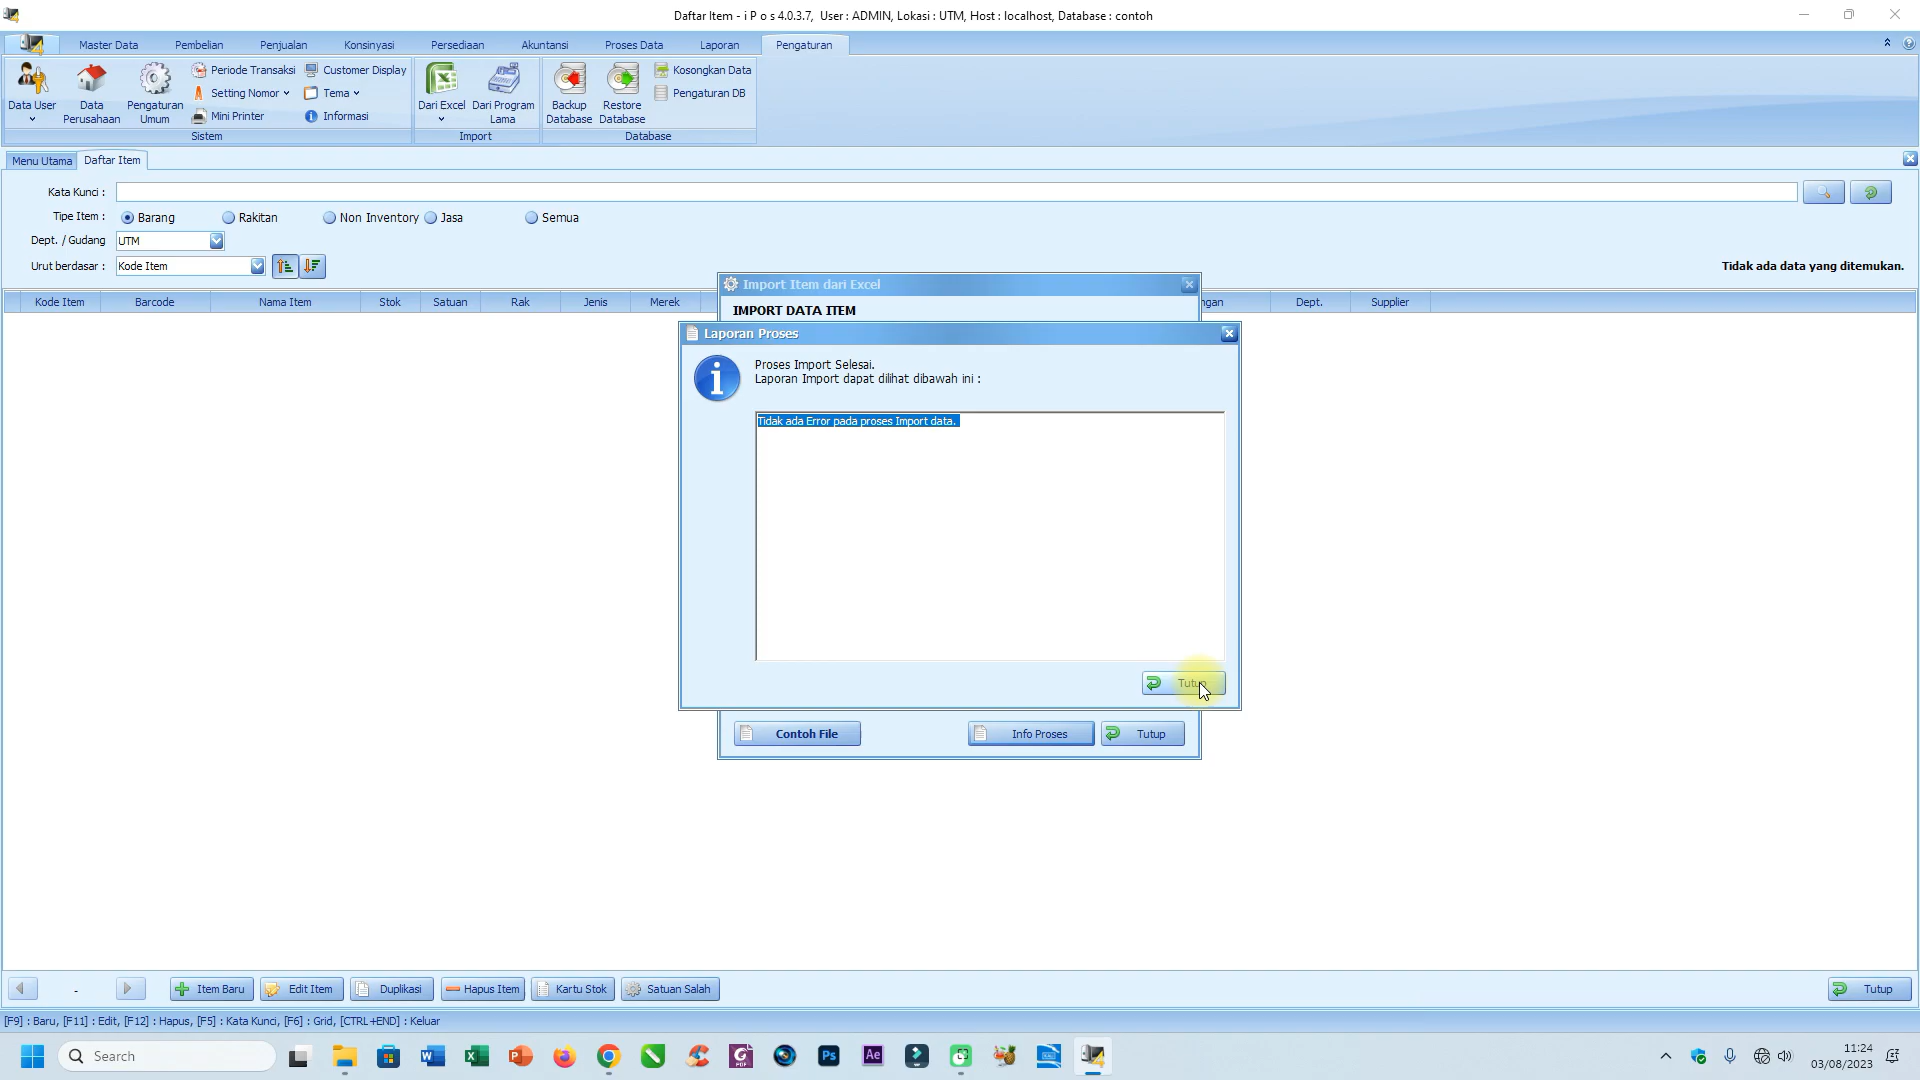 Daftar Item - i P o s 4.0.3.7,  User : ADMIN, Lokasi : UTM, Host : localhost, Database : contoh
Master Data Pembelian Penjualan Konsinyasi Persediaan Akuntansi Proses Data Laporan Pengaturan
Data User
Data Perusahaan
Pengaturan Umum
Periode Transaksi
Setting Nomor
Mini Printer
Customer Display
Tema
Informasi
Sistem
Dari Excel
Dari Program Lama
Import
Backup Database
Restore Database
Kosongkan Data
Pengaturan DB
Database
Menu Utama Daftar Item
Kata Kunci :
Tipe Item : Barang Rakitan Non Inventory Jasa Semua
Dept. / Gudang UTM
Urut berdasar : Kode Item
Tidak ada data yang ditemukan.
Kode Item Barcode Nama Item Stok Satuan Rak Jenis Merek ngan Dept. Supplier
Import Item dari Excel
IMPORT DATA ITEM
Laporan Proses
Proses Import Selesai.
Laporan Import dapat dilihat dibawah ini :
Tidak ada Error pada proses Import data.
Tutup
Contoh File Info Proses Tutup
- Item Baru Edit Item Duplikasi Hapus Item Kartu Stok Satuan Salah Tutup
[F9] : Baru, [F11] : Edit, [F12] : Hapus, [F5] : Kata Kunci, [F6] : Grid, [CTRL+END] : Keluar
Search
11:24
03/08/2023